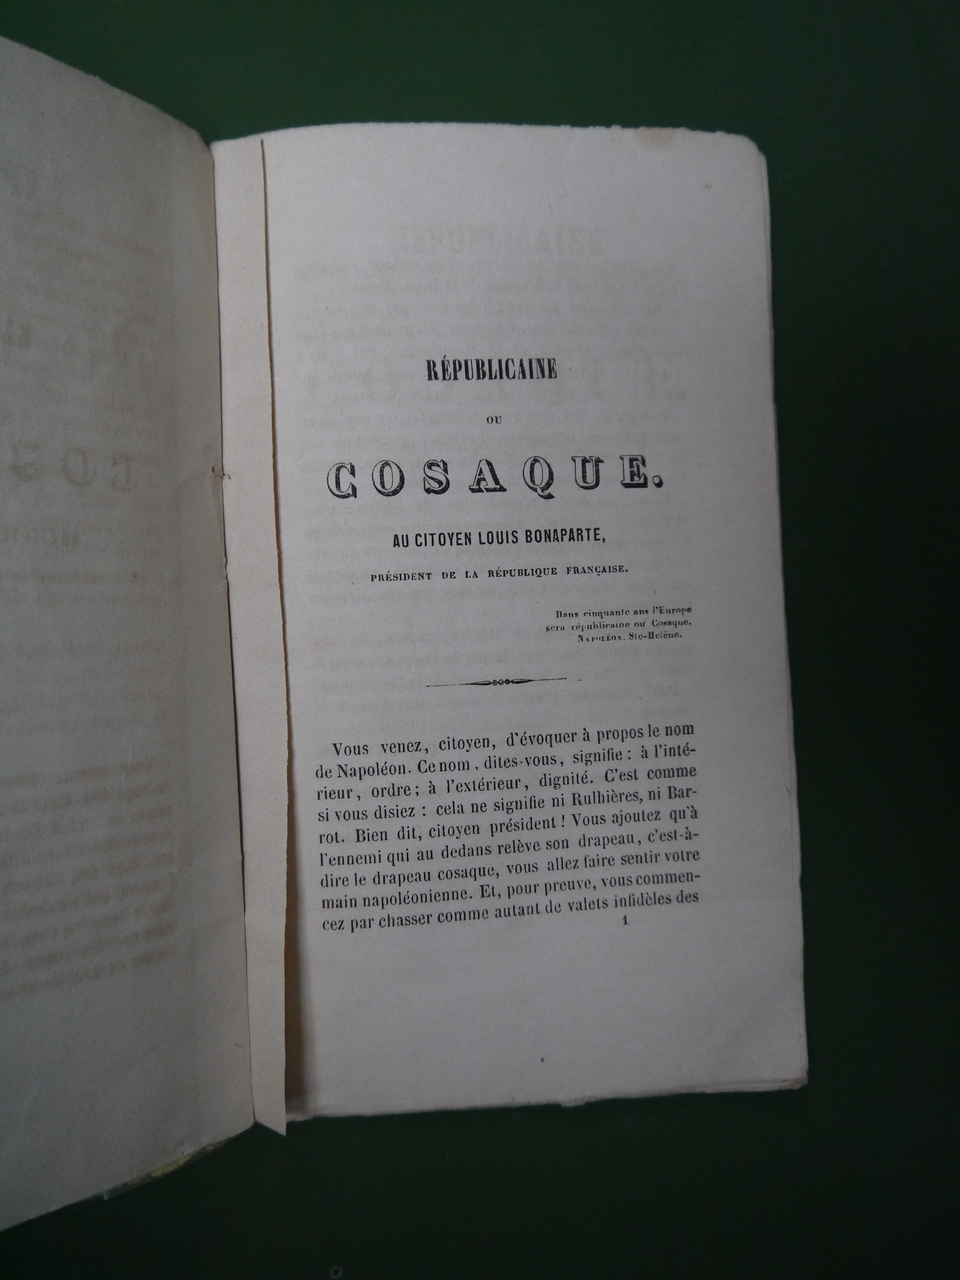 RÉPUBLICAINE
OU
COSAQUE.
AU CITOYEN LOUIS BONAPARTE,
PRÉSIDENT DE LA RÉPUBLIQUE FRANÇAISE.
Dans cinquante ans l'Europe
sera républicaine ou Cosaque.
NAPOLÉON. Ste-Hélène.
Vous venez, citoyen, d'évoquer à propos le nom
de Napoléon. Ce nom, dites-vous, signifie : à l'inté-
rieur, ordre; à l'extérieur, dignité. C'est comme
si vous disiez : cela ne signifie ni Rulhières, ni Bar-
rot. Bien dit, citoyen président! Vous ajoutez qu'à
l'ennemi qui au dedans relève son drapeau, c'est-à-
dire le drapeau cosaque, vous allez faire sentir votre
main napoléonienne. Et, pour preuve, vous commen-
cez par chasser comme autant de valets infidèles des
1